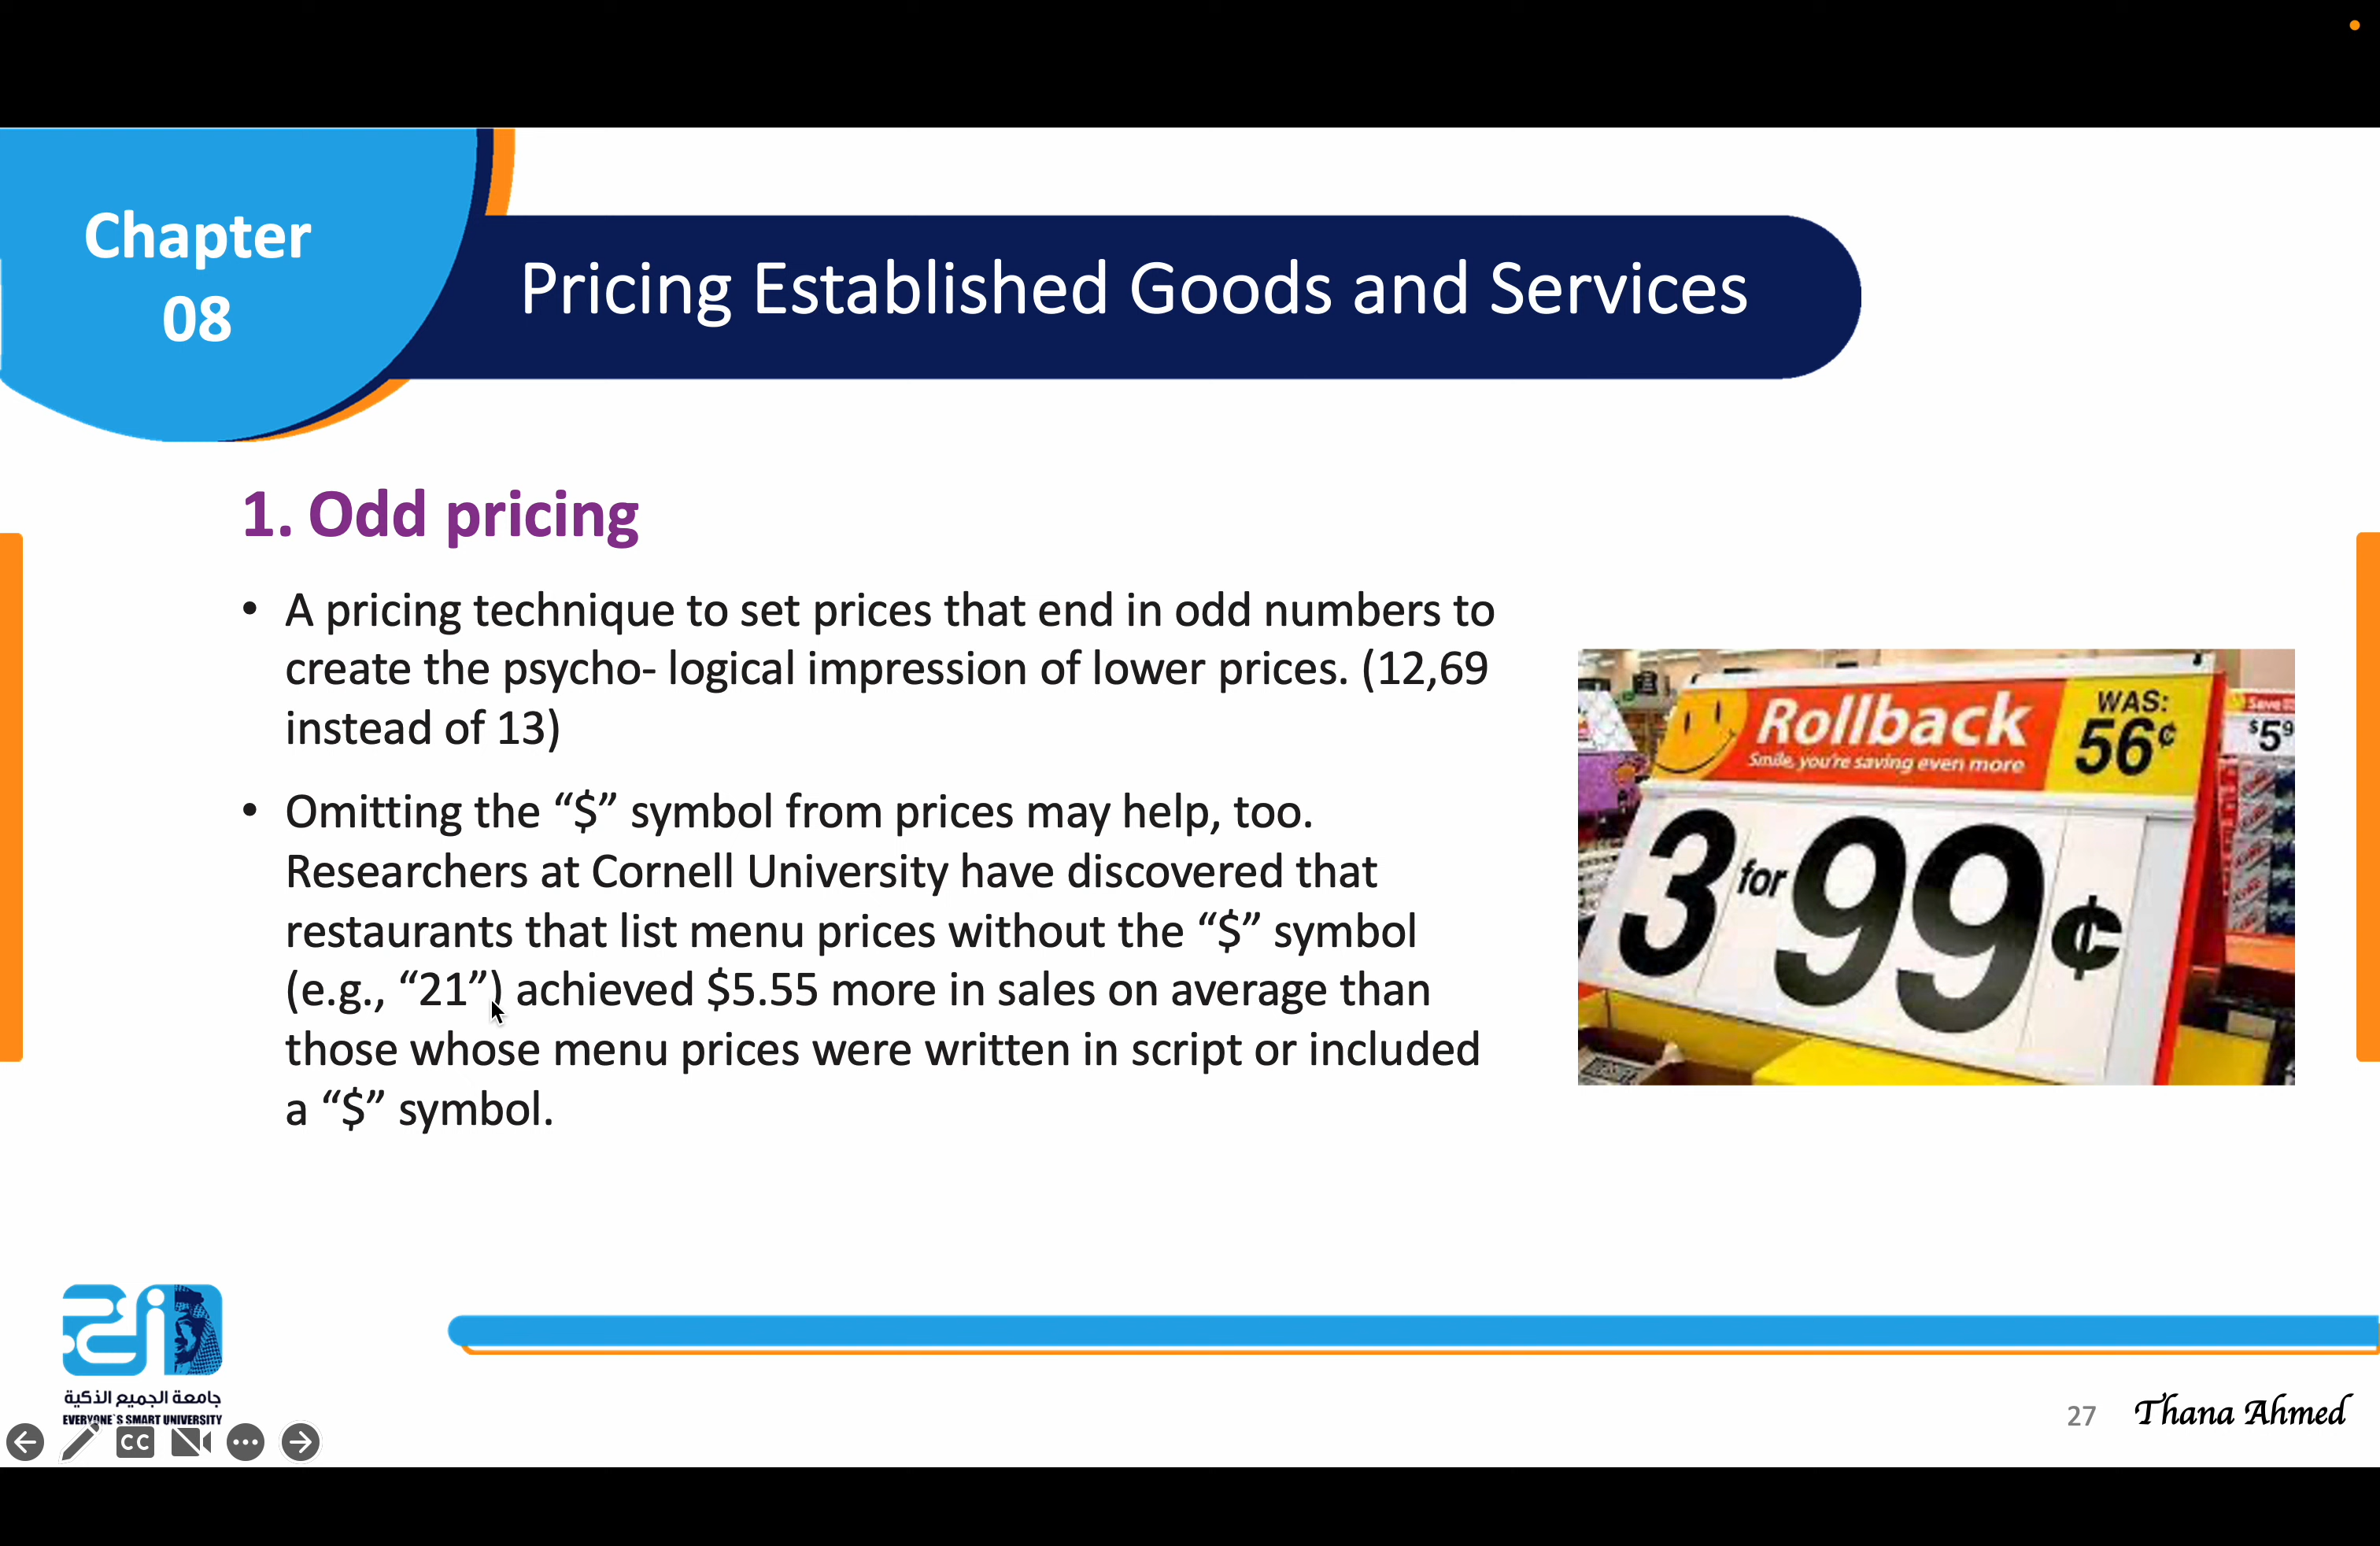 Chapter
08
Pricing Established Goods and Services
1. Odd pricing
• A pricing technique to set prices that end in odd numbers to
create the psycho- logical impression of lower prices. (12,69
instead of 13)
• Omitting the “$” symbol from prices may help, too.
Researchers at Cornell University have discovered that
restaurants that list menu prices without the “$” symbol
(e.g., “21”) achieved $5.55 more in sales on average than
those whose menu prices were written in script or included
a “$” symbol.
Rollback
Smile, you're saving even more
WAS:
56¢
3 for 99¢
Save
$59
جامعة الجميع الذكية
EVERYONE`S SMART UNIVERSITY
CC
27
Thana Ahmed